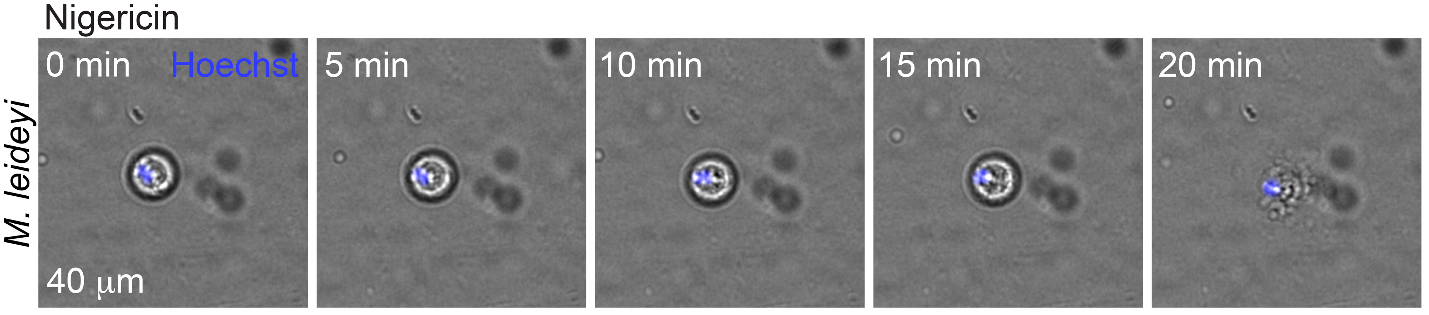 Nigericin
0 min Hoechst
5 min
10 min
15 min
20 min
40 μm
M. leideyi